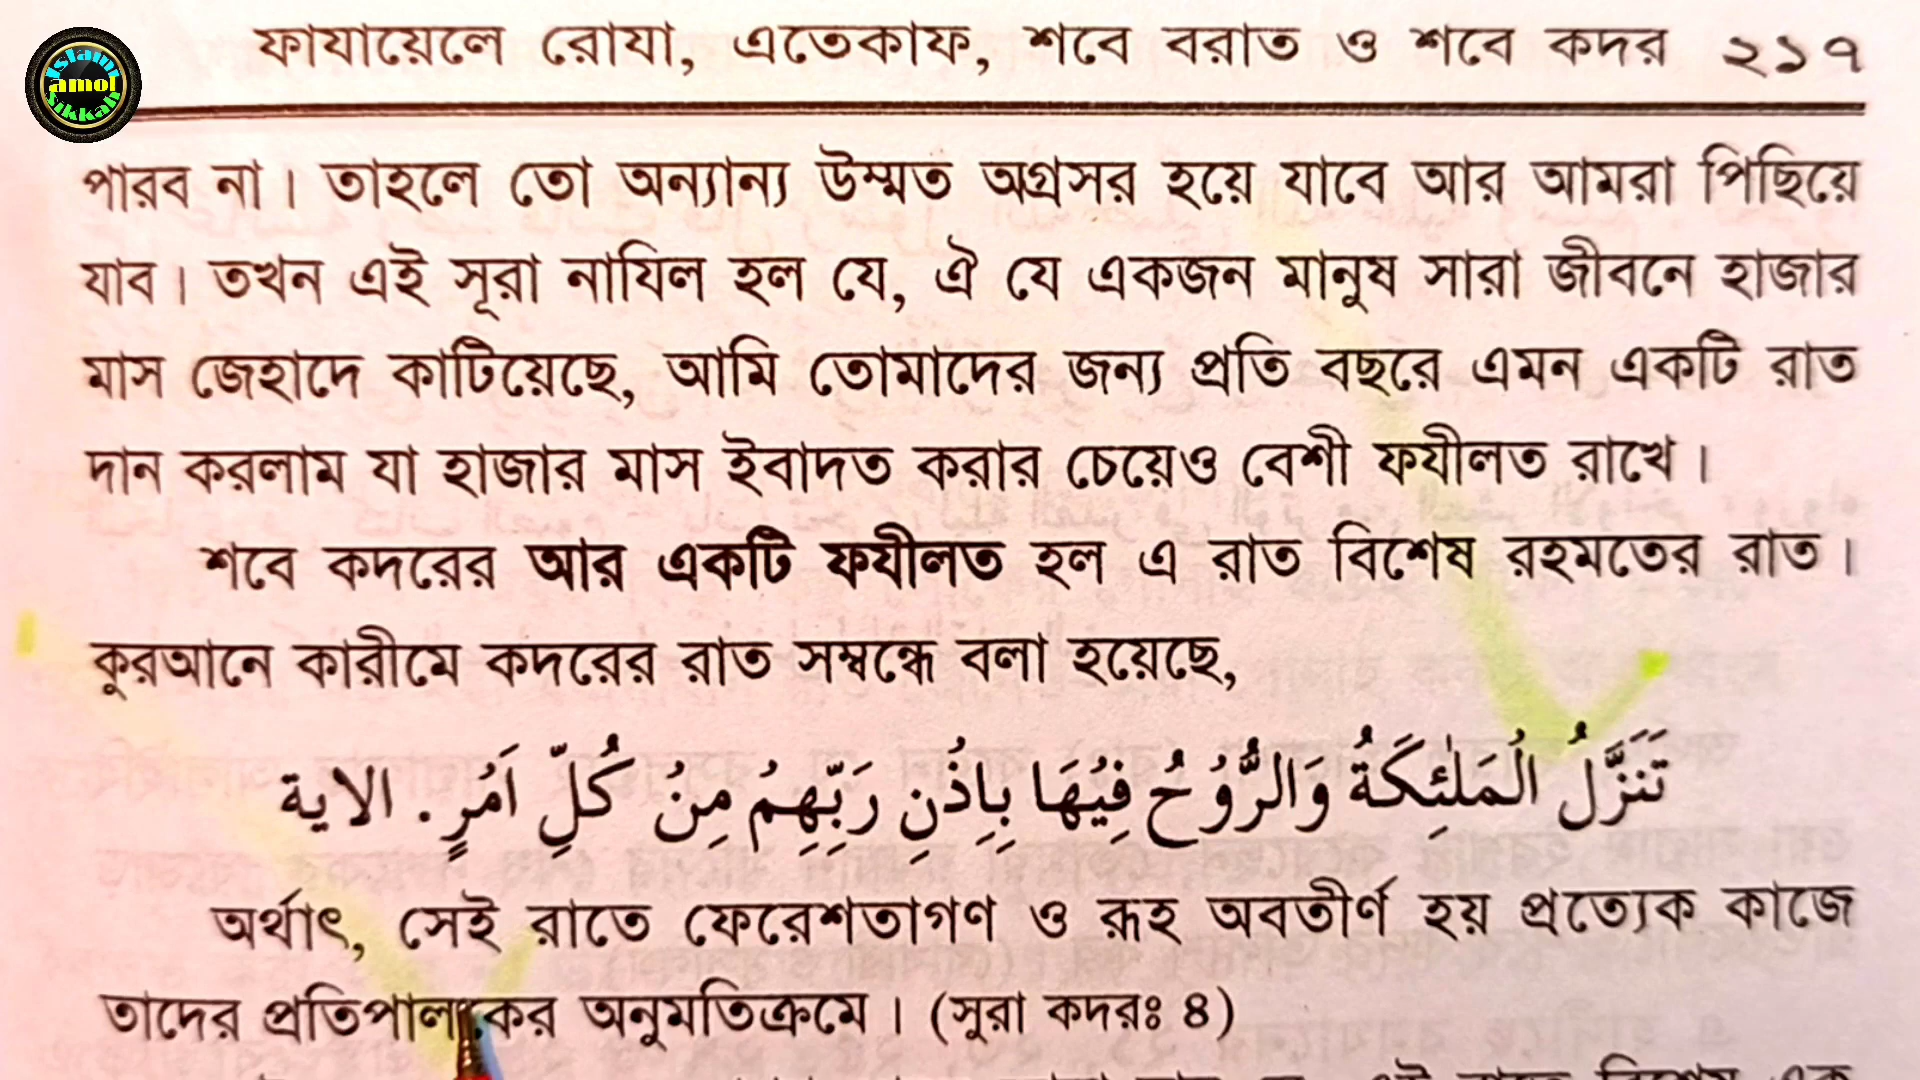 Islami
amol
sikkah
ফাযায়েলে রোযা, এতেকাফ, শবে বরাত ও শবে কদর ২১৭
পারব না। তাহলে তো অন্যান্য উম্মত অগ্রসর হয়ে যাবে আর আমরা পিছিয়ে
যাব। তখন এই সূরা নাযিল হল যে, ঐ যে একজন মানুষ সারা জীবনে হাজার
মাস জেহাদে কাটিয়েছে, আমি তোমাদের জন্য প্রতি বছরে এমন একটি রাত
দান করলাম যা হাজার মাস ইবাদত করার চেয়েও বেশী ফযীলত রাখে।
শবে কদরের আর একটি ফযীলত হল এ রাত বিশেষ রহমতের রাত।
কুরআনে কারীমে কদরের রাত সম্বন্ধে বলা হয়েছে,
تَنَزَّلُ الْمَلٰئِكَةُ وَالرُّوْحُ فِيْهَا بِاِذْنِ رَبِّهِمْ مِنْ كُلِّ اَمْرٍ. الاية
অর্থাৎ, সেই রাতে ফেরেশতাগণ ও রূহ অবতীর্ণ হয় প্রত্যেক কাজে
তাদের প্রতিপালকের অনুমতিক্রমে। (সুরা কদরঃ ৪)